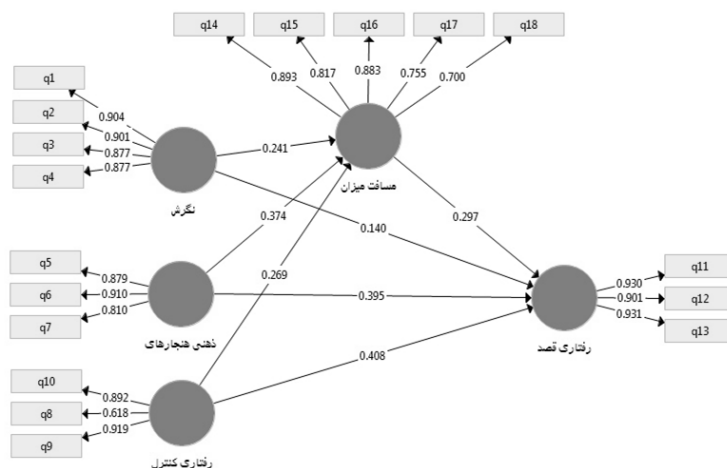 q14 q15 q16 q17 q18
0.893 0.817 0.883 0.755 0.700
q1
q2
q3
q4
0.904
0.901
0.877
0.877
نگرش
0.241
مسافت میزان
0.374
0.140
0.297
0.269
q5
q6
q7
0.879
0.910
0.810
ذهنی هنجارهای
0.395
q11
q12
q13
0.930
0.901
0.931
رفتاری قصد
0.408
q10
q8
q9
0.892
0.618
0.919
رفتاری کنترل